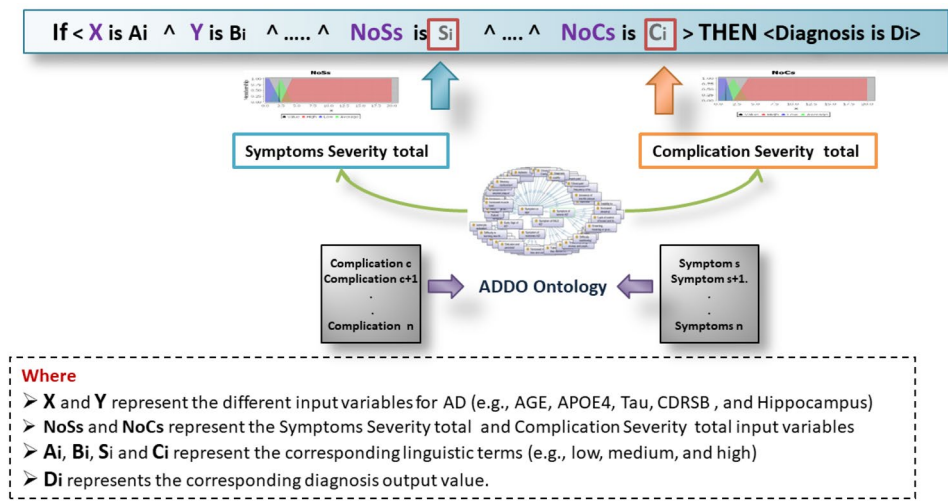 If < X is Ai ^ Y is Bi ^ ..... ^ NoSs is Si ^ .... ^ NoCs is Ci > THEN <Diagnosis is Di>
NoSs
NoCs
Symptoms Severity total
Complication Severity total
Complication c
Complication c+1
.
.
Complication n
ADDO Ontology
Symptom s
Symptom s+1.
.
.
Symptoms n
Where
➤ X and Y represent the different input variables for AD (e.g., AGE, APOE4, Tau, CDRSB , and Hippocampus)
➤ NoSs and NoCs represent the Symptoms Severity total and Complication Severity total input variables
➤ Ai, Bi, Si and Ci represent the corresponding linguistic terms (e.g., low, medium, and high)
➤ Di represents the corresponding diagnosis output value.